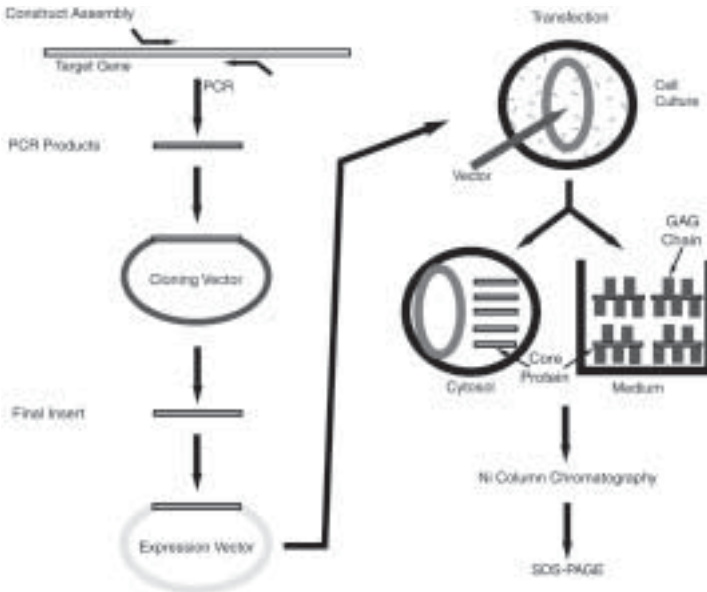 Construct Assembly
Target Gene
PCR
PCR Products
Cloning Vector
Final Insert
Expression Vector
Transfection
Cell
Culture
Vector
GAG
Chain
Core
Protein
Cytosol
Medium
Ni Column Chromatography
SDS-PAGE